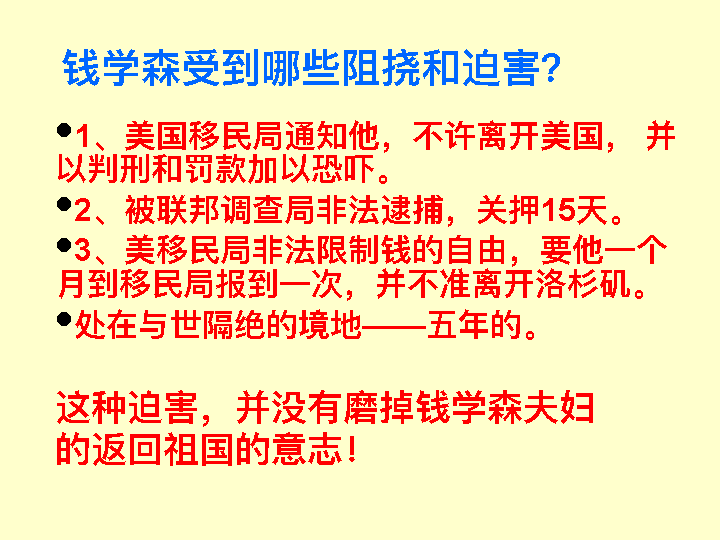 钱学森受到哪些阻挠和迫害?
•1、美国移民局通知他，不许离开美国， 并
以判刑和罚款加以恐吓。
•2、被联邦调查局非法逮捕，关押15天。
•3、美移民局非法限制钱的自由，要他一个
月到移民局报到一次，并不准离开洛杉矶。
•处在与世隔绝的境地——五年的。
这种迫害，并没有磨掉钱学森夫妇
的返回祖国的意志！